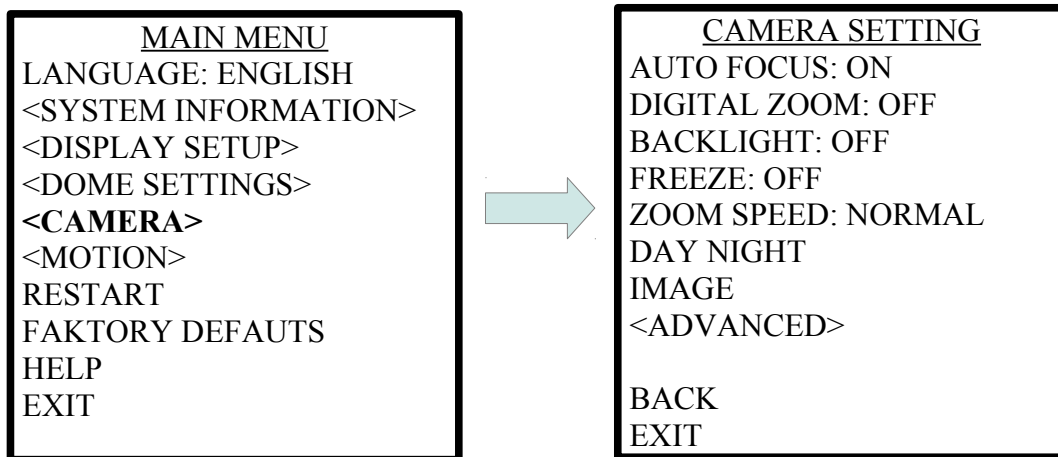 MAIN MENU
LANGUAGE: ENGLISH
<SYSTEM INFORMATION>
<DISPLAY SETUP>
<DOME SETTINGS>
<CAMERA>
<MOTION>
RESTART
FAKTORY DEFAUTS
HELP
EXIT
CAMERA SETTING
AUTO FOCUS: ON
DIGITAL ZOOM: OFF
BACKLIGHT: OFF
FREEZE: OFF
ZOOM SPEED: NORMAL
DAY NIGHT
IMAGE
<ADVANCED>
BACK
EXIT